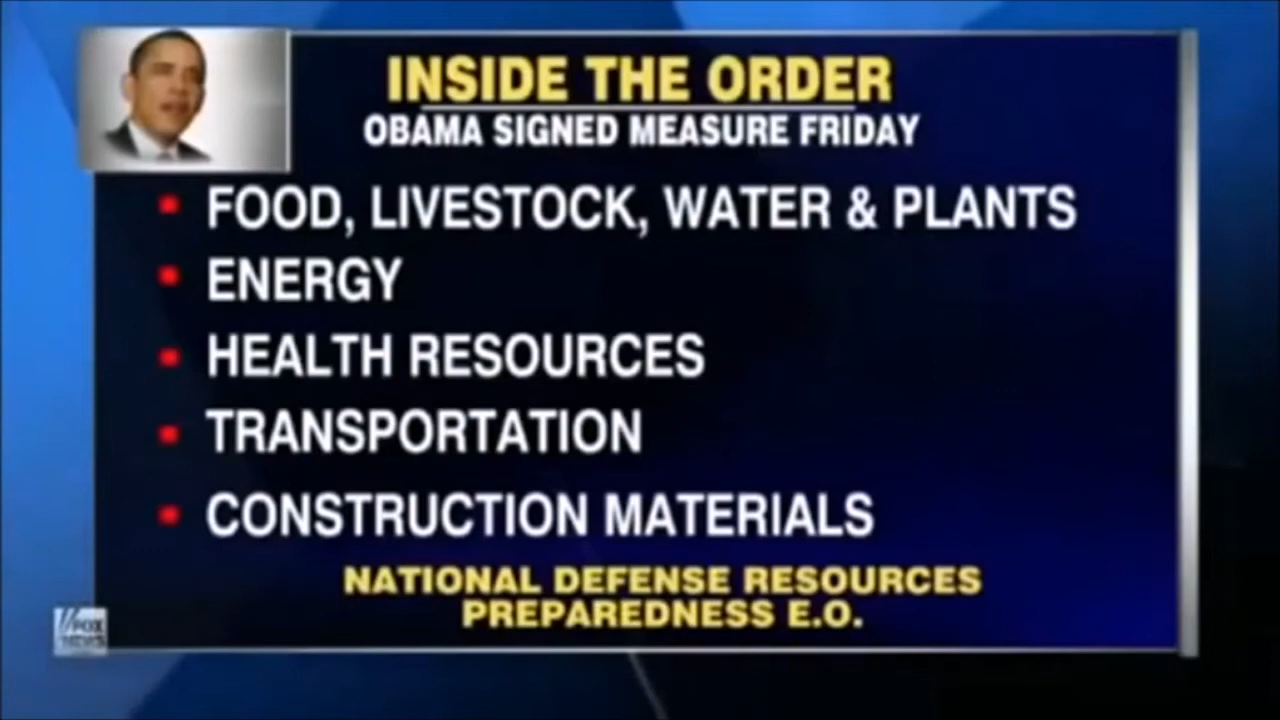 INSIDE THE ORDER
OBAMA SIGNED MEASURE FRIDAY
FOOD, LIVESTOCK, WATER & PLANTS
ENERGY
HEALTH RESOURCES
TRANSPORTATION
CONSTRUCTION MATERIALS
NATIONAL DEFENSE RESOURCES
PREPAREDNESS E.O.
FOX
NEWS